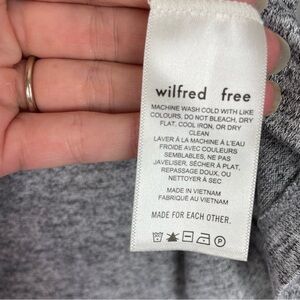 wilfred free
MACHINE WASH COLD WITH LIKE
COLOURS, DO NOT BLEACH, DRY
FLAT, COOL IRON, OR DRY
CLEAN
LAVER À LA MACHINE À L'EAU
FROIDE AVEC COULEURS
SEMBLABLES, NE PAS
JAVELISER, SÉCHER À PLAT,
REPASSAGE DOUX, OU
NETTOYER À SEC
MADE IN VIETNAM
FABRIQUÉ AU VIETNAM
MADE FOR EACH OTHER.